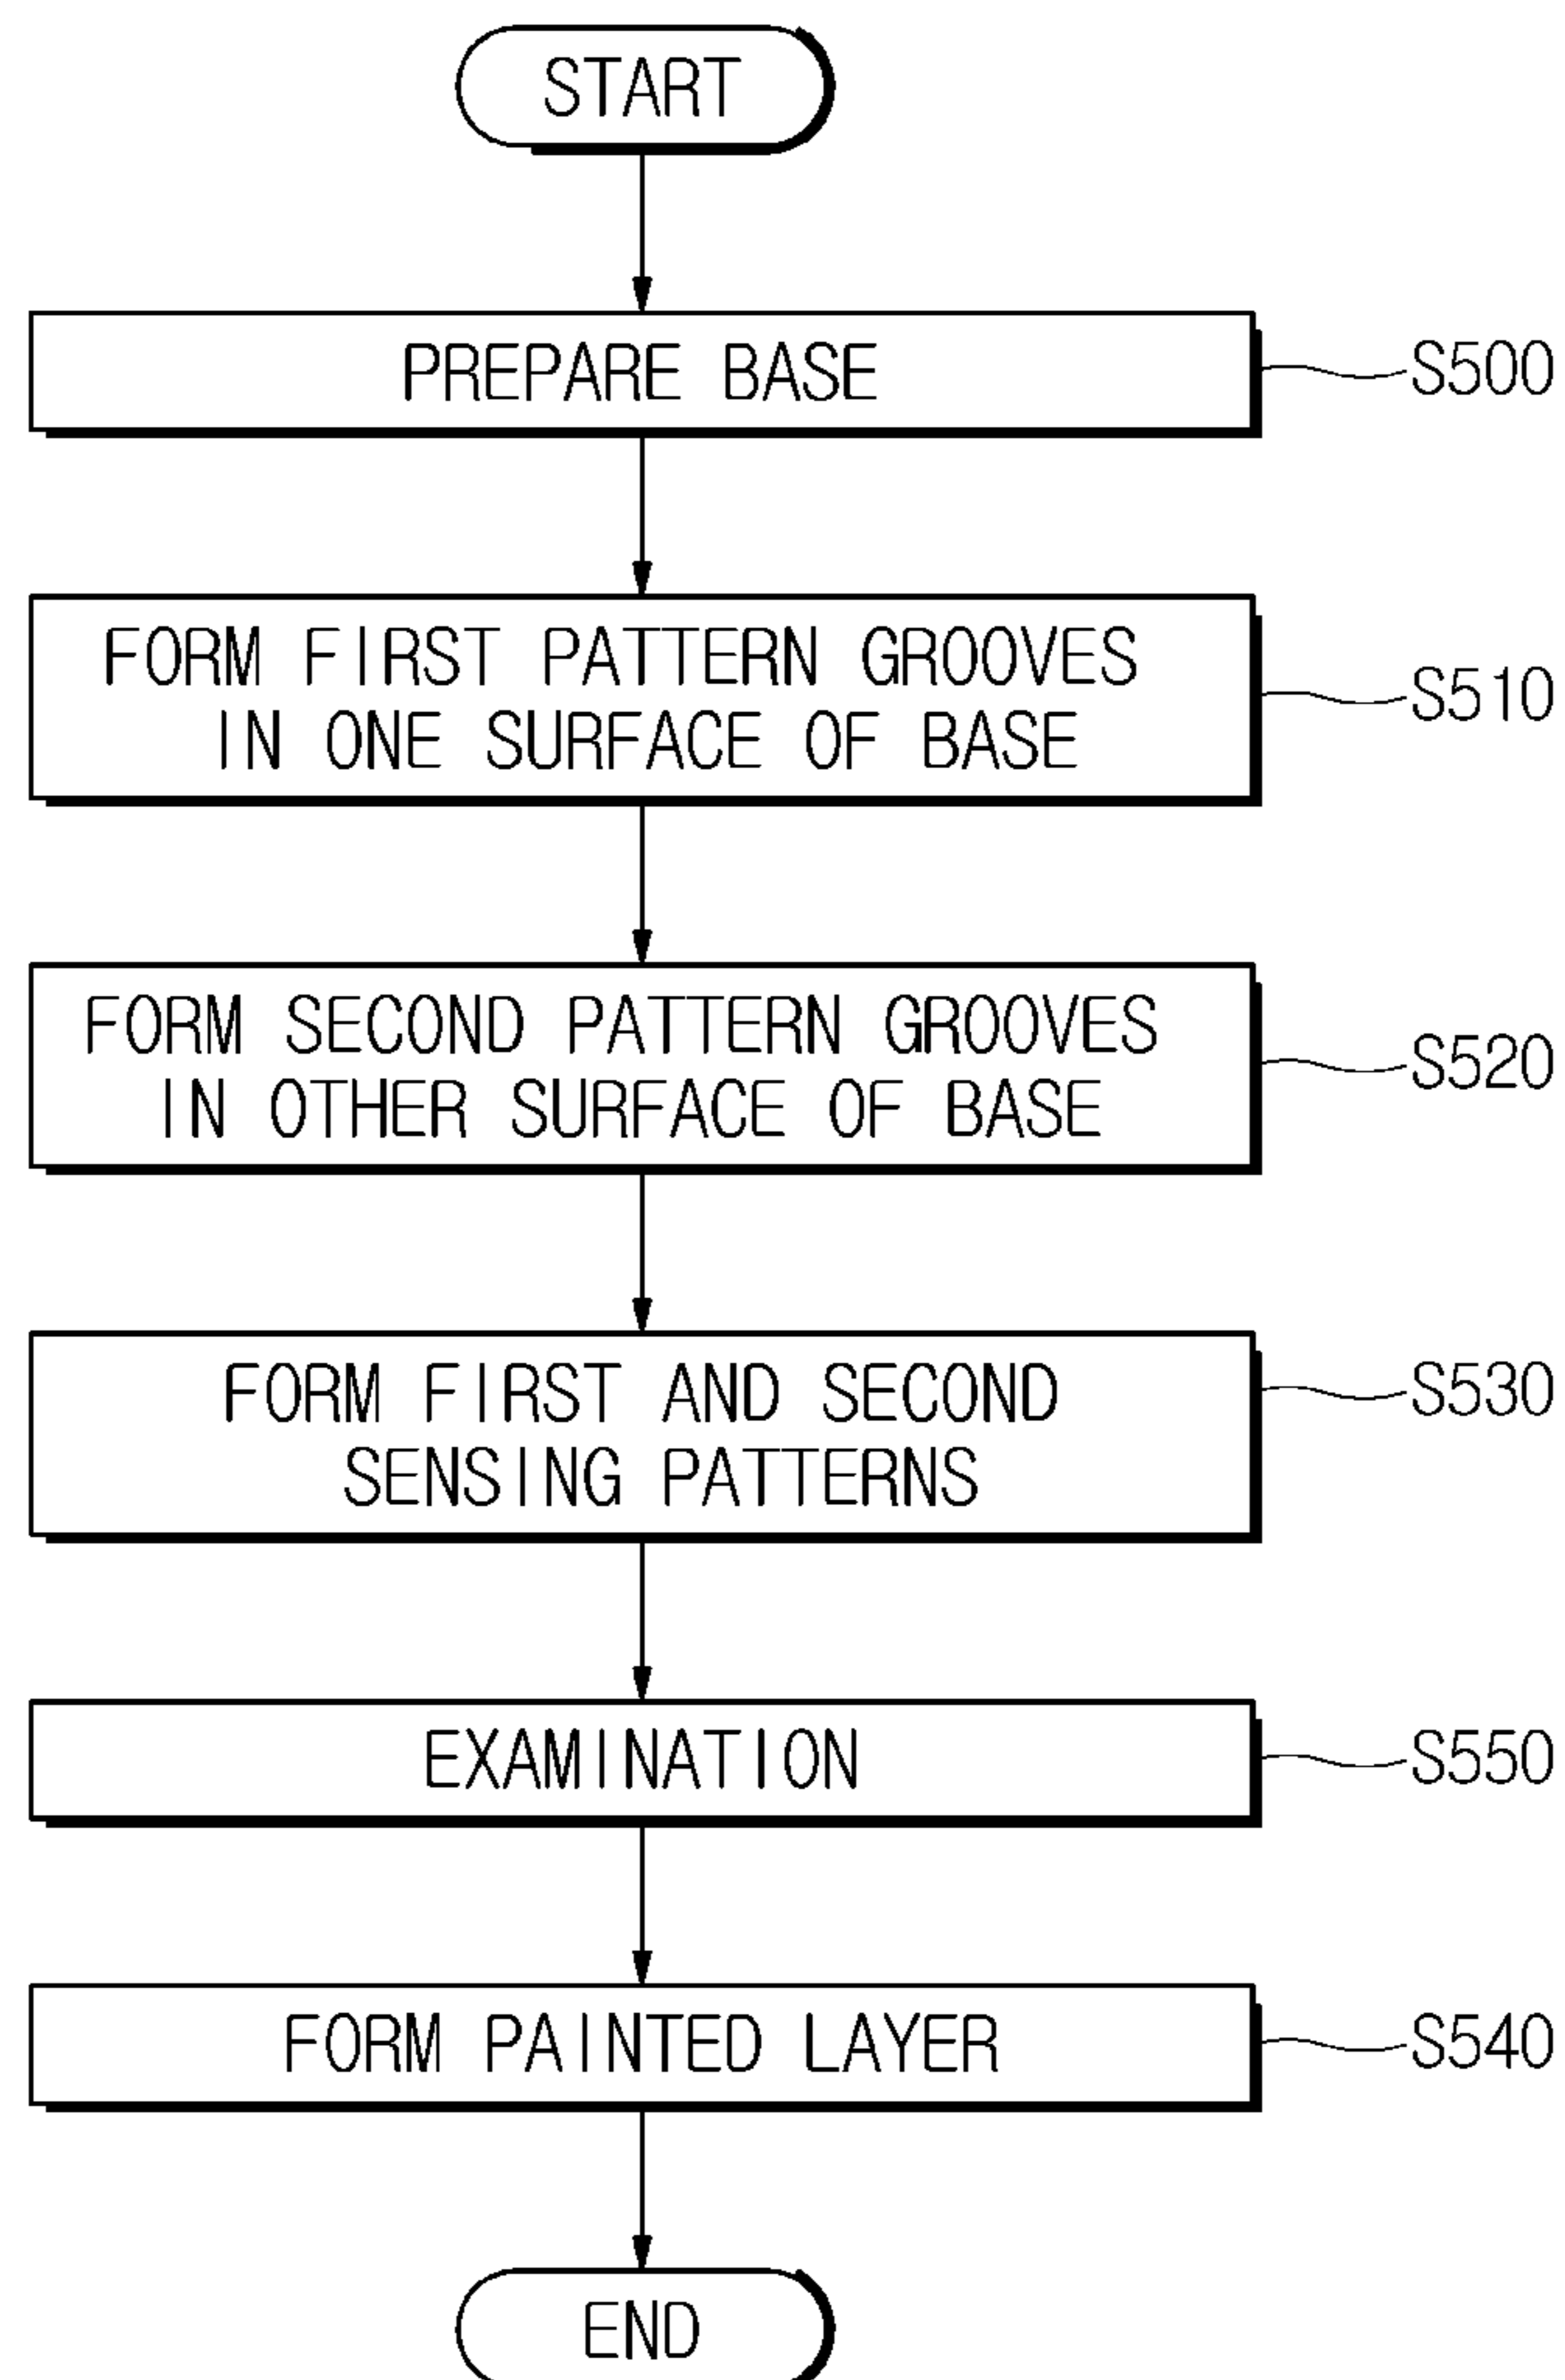 START
PREPARE BASE
S500
FORM FIRST PATTERN GROOVES
IN ONE SURFACE OF BASE
S510
FORM SECOND PATTERN GROOVES
IN OTHER SURFACE OF BASE
S520
FORM FIRST AND SECOND
SENSING PATTERNS
S530
EXAMINATION
S550
FORM PAINTED LAYER
S540
END